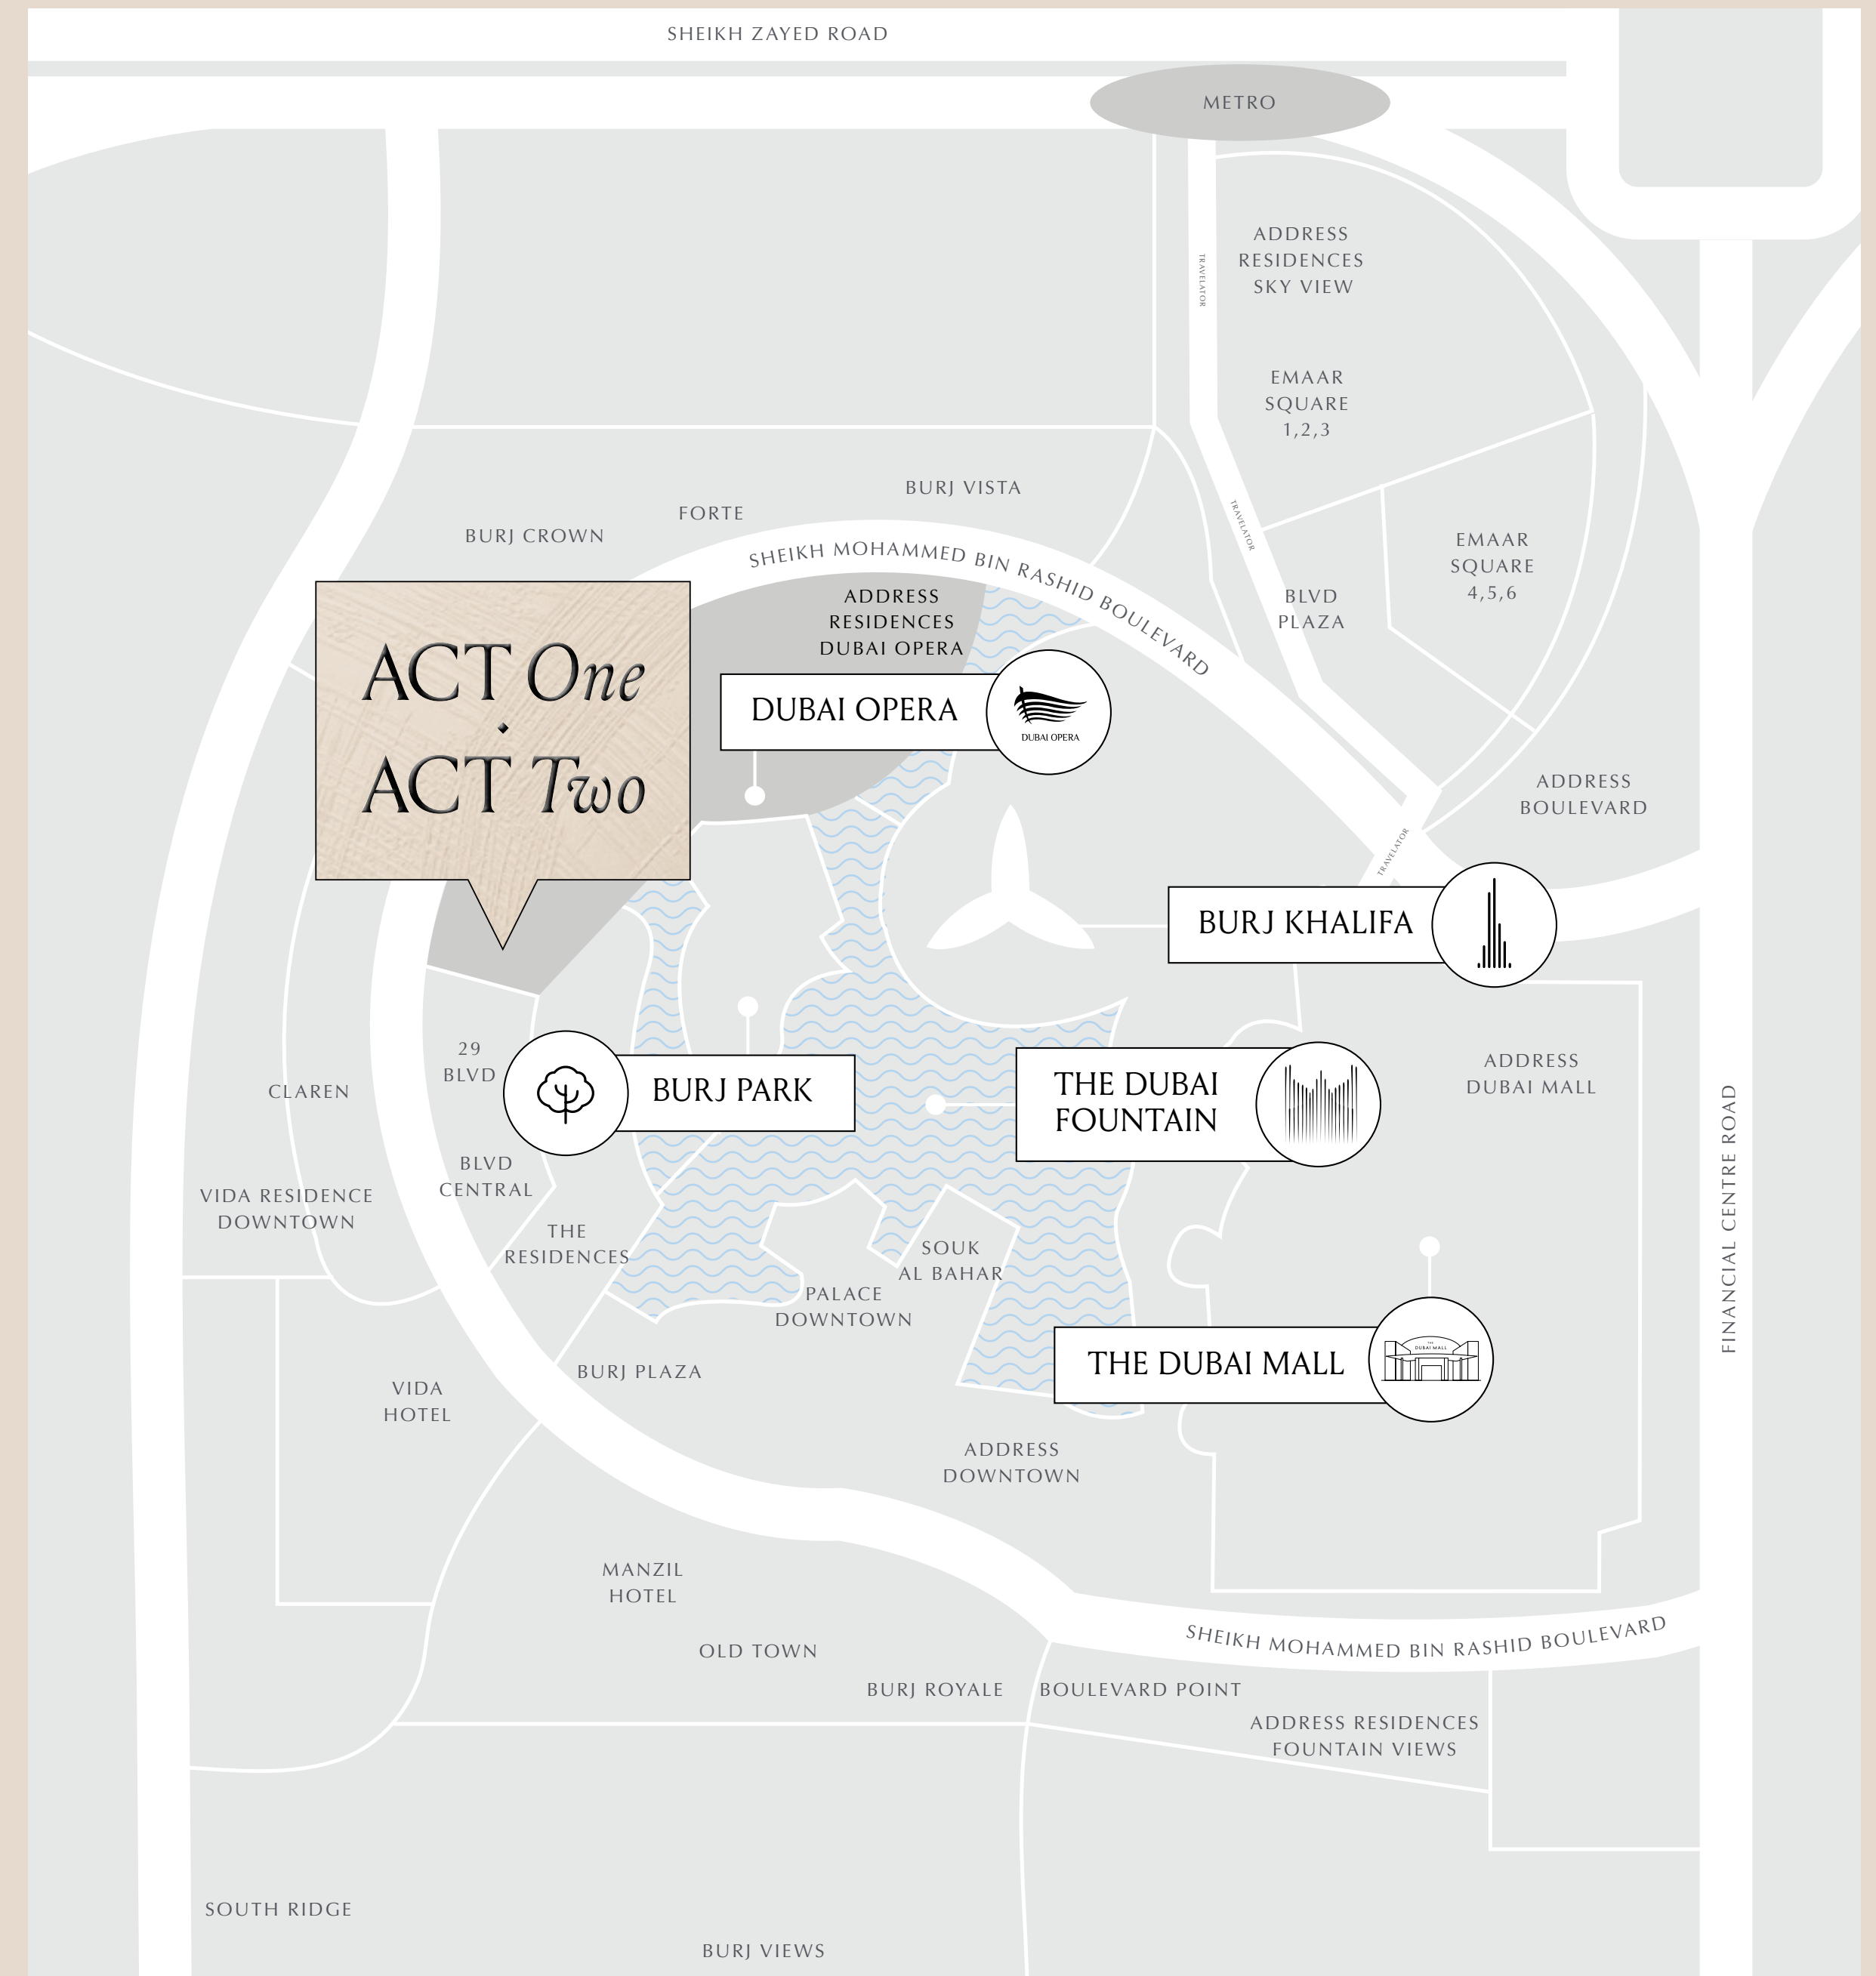 SHEIKH ZAYED ROAD
METRO
ADDRESS
RESIDENCES
SKY VIEW
TRAVELATOR
EMAAR
SQUARE
1,2,3
BURJ VISTA
FORTE
BURJ CROWN
TRAVELATOR
SHEIKH MOHAMMED BIN RASHID BOULEVARD
EMAAR
SQUARE
4,5,6
BLVD
PLAZA
ADDRESS
RESIDENCES
DUBAI OPERA
ACT One
ACT Two
DUBAI OPERA
DUBAI OPERA
ADDRESS
BOULEVARD
TRAVELATOR
BURJ KHALIFA
29
BLVD
CLAREN
BURJ PARK
THE DUBAI
FOUNTAIN
ADDRESS
DUBAI MALL
FINANCIAL CENTRE ROAD
BLVD
CENTRAL
VIDA RESIDENCE
DOWNTOWN
THE
RESIDENCES
SOUK
AL BAHAR
PALACE
DOWNTOWN
THE DUBAI MALL
THE
DUBAI MALL
BURJ PLAZA
VIDA
HOTEL
ADDRESS
DOWNTOWN
MANZIL
HOTEL
OLD TOWN
SHEIKH MOHAMMED BIN RASHID BOULEVARD
BURJ ROYALE
BOULEVARD POINT
ADDRESS RESIDENCES
FOUNTAIN VIEWS
SOUTH RIDGE
BURJ VIEWS